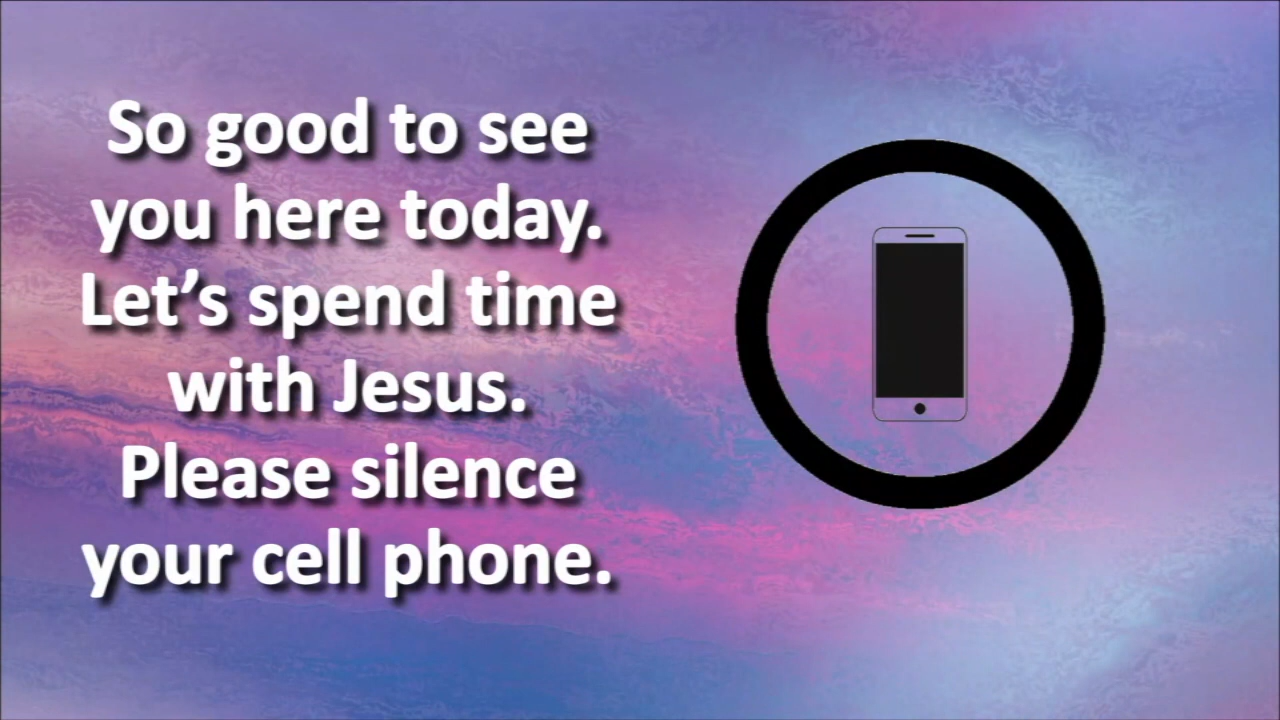 So good to see
you here today.
Let’s spend time
with Jesus.
Please silence
your cell phone.